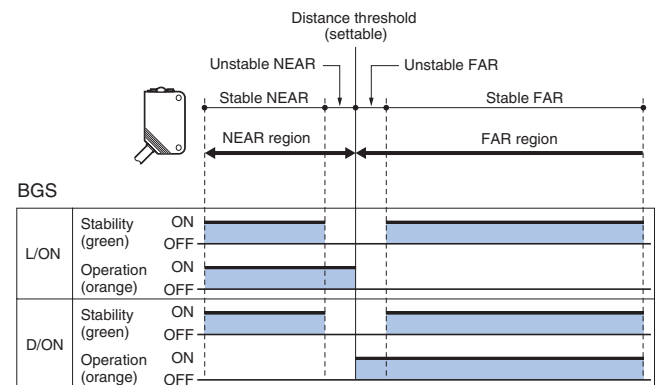 Distance threshold
(settable)
Unstable NEAR
Unstable FAR
Stable NEAR
Stable FAR
NEAR region
FAR region
BGS
L/ON
Stability
(green)
ON
OFF
Operation
(orange)
ON
OFF
D/ON
Stability
(green)
ON
OFF
Operation
(orange)
ON
OFF